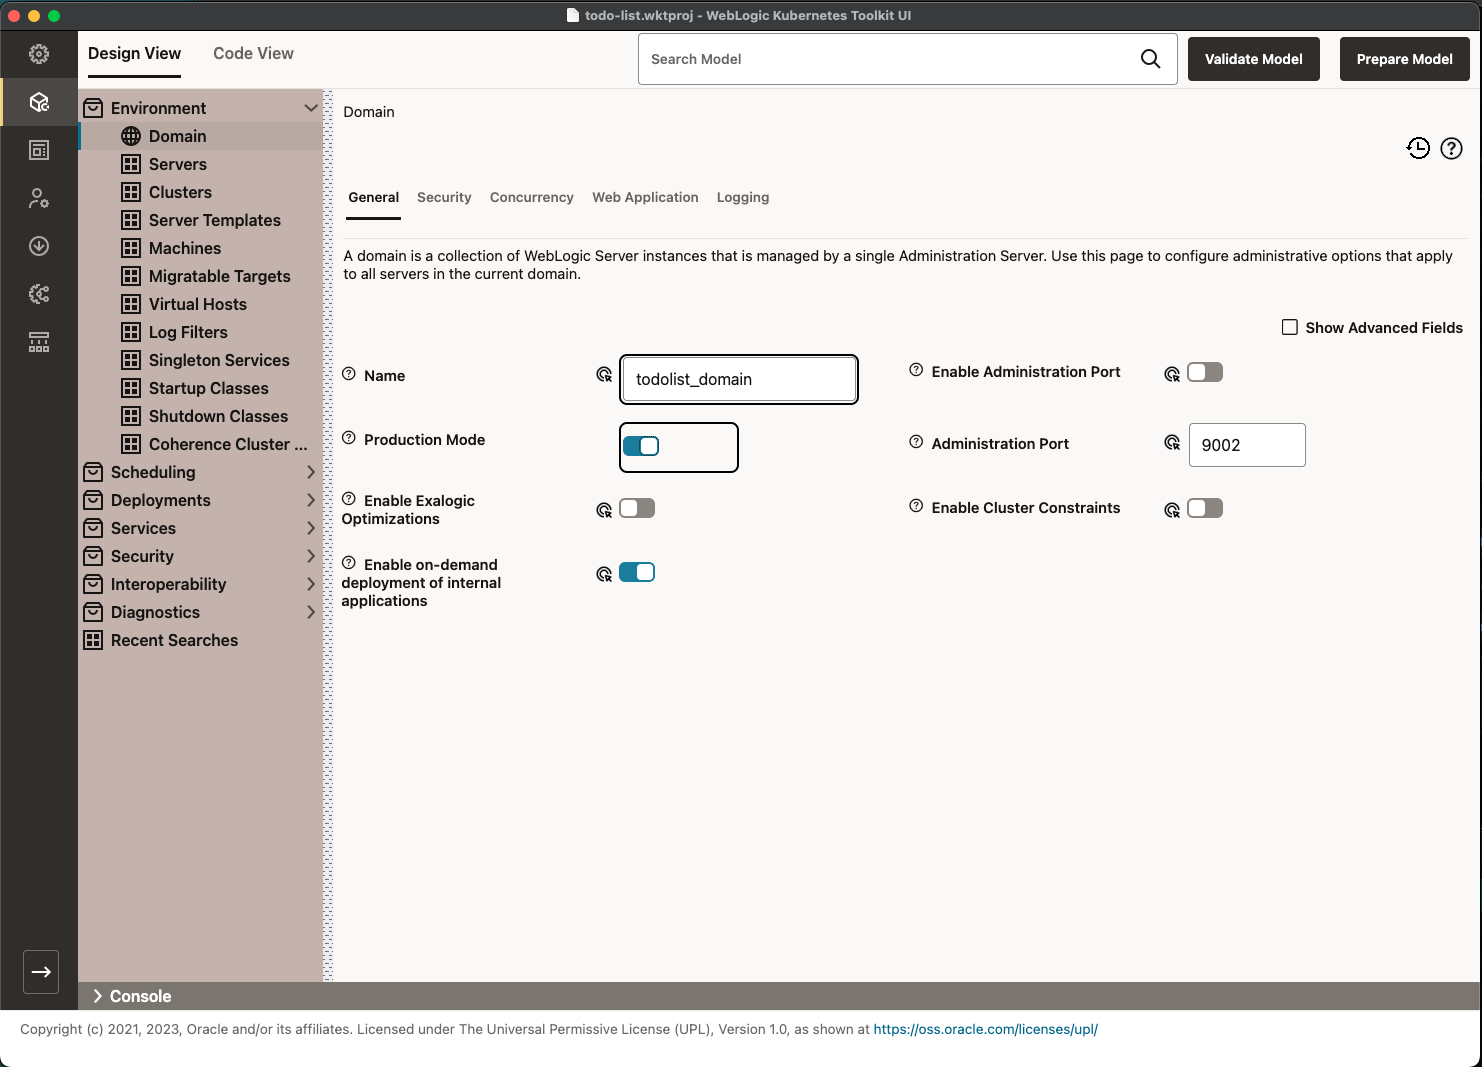 todo-list.wktproj - WebLogic Kubernetes Toolkit UI
Design View
Code View
Search Model
Validate Model
Prepare Model
Environment
Domain
Servers
Clusters
Server Templates
Machines
Migratable Targets
Virtual Hosts
Log Filters
Singleton Services
Startup Classes
Shutdown Classes
Coherence Cluster ...
Scheduling
Deployments
Services
Security
Interoperability
Diagnostics
Recent Searches
Domain
General
Security
Concurrency
Web Application
Logging
A domain is a collection of WebLogic Server instances that is managed by a single Administration Server. Use this page to configure administrative options that apply
to all servers in the current domain.
Show Advanced Fields
Name
todolist_domain
Enable Administration Port
Production Mode
Administration Port
9002
Enable Exalogic
Optimizations
Enable Cluster Constraints
Enable on-demand
deployment of internal
applications
Console
Copyright (c) 2021, 2023, Oracle and/or its affiliates. Licensed under The Universal Permissive License (UPL), Version 1.0, as shown at https://oss.oracle.com/licenses/upl/